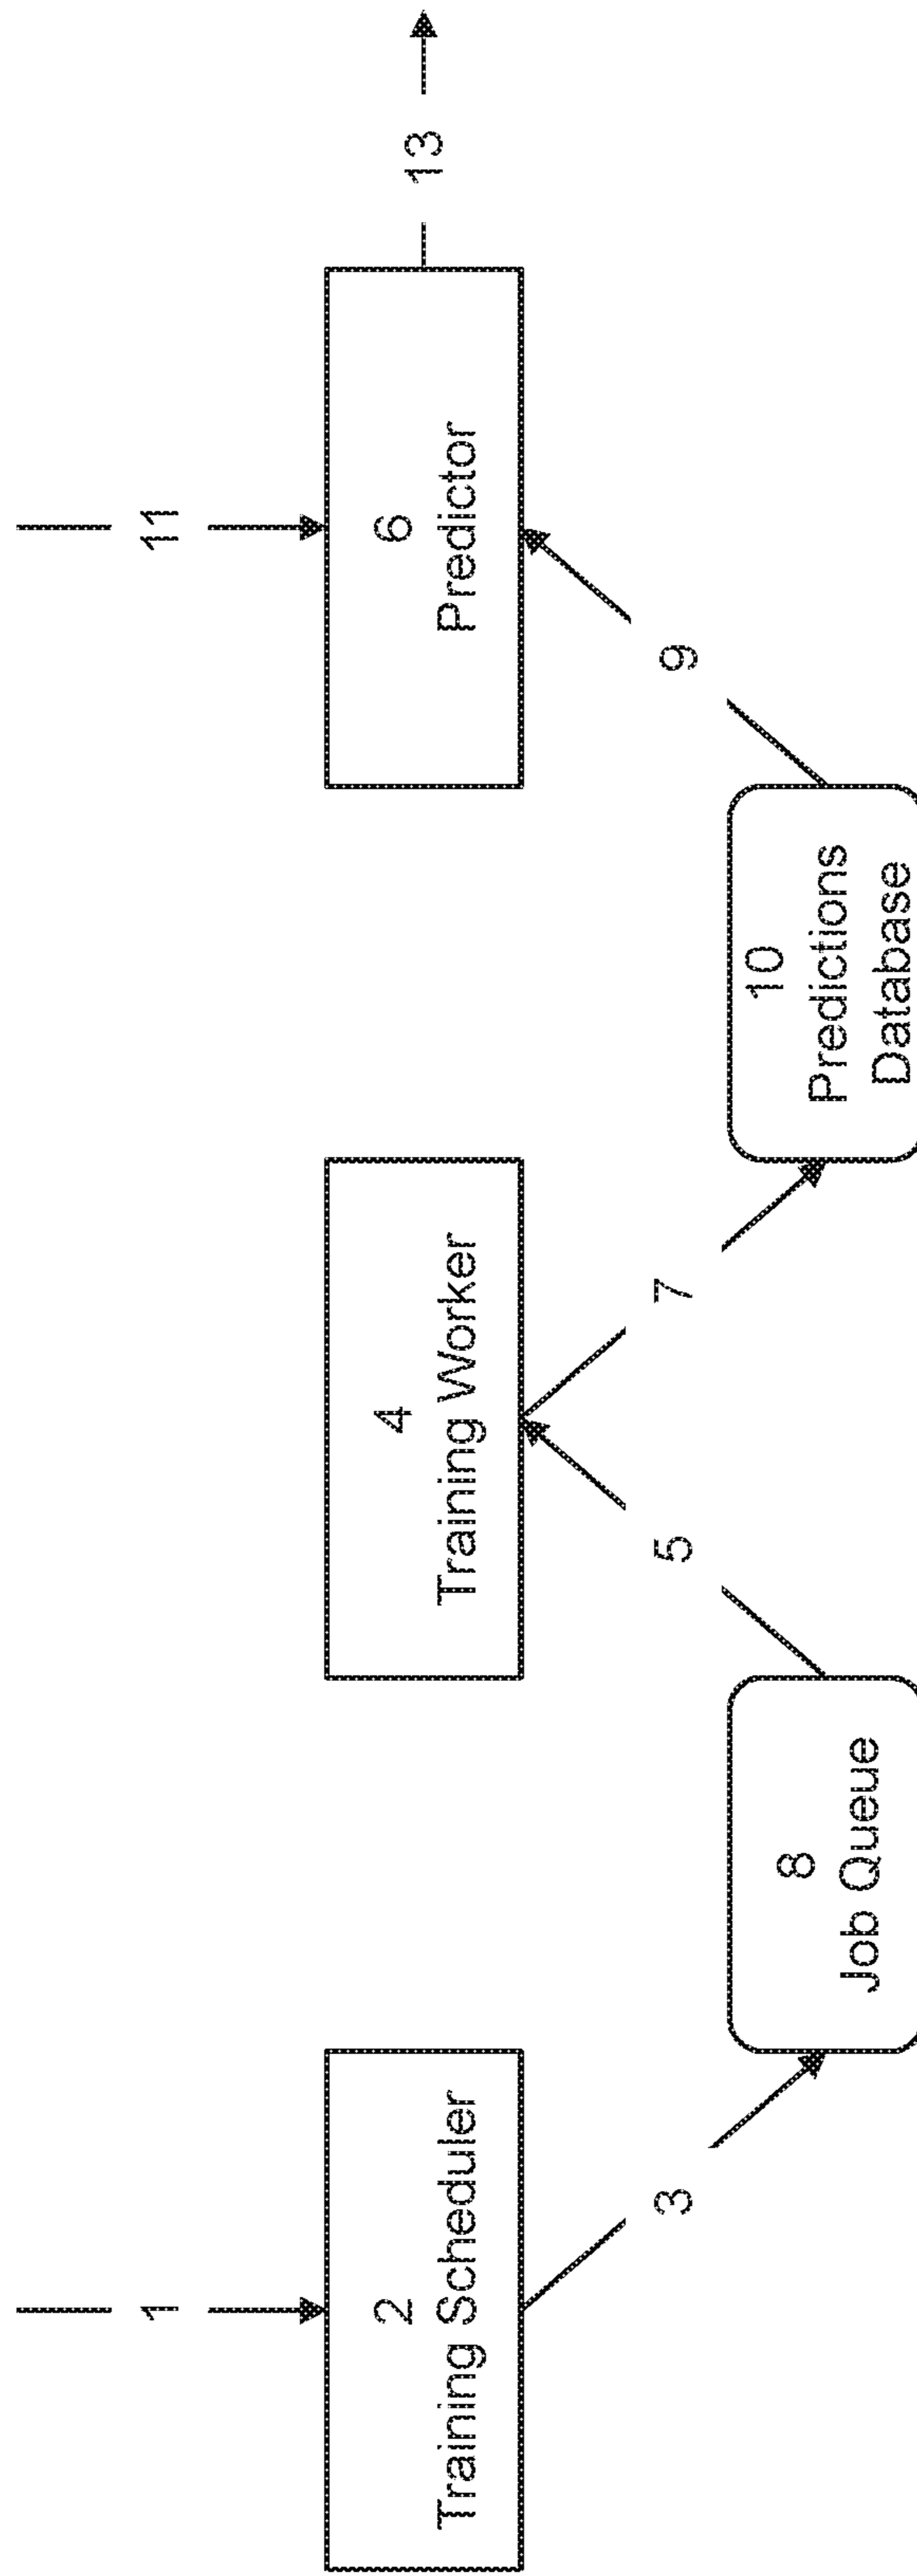 1
11
2
Training Scheduler
4
Training Worker
6
Predictor
13
3
5
7
9
8
Job Queue
10
Predictions
Database